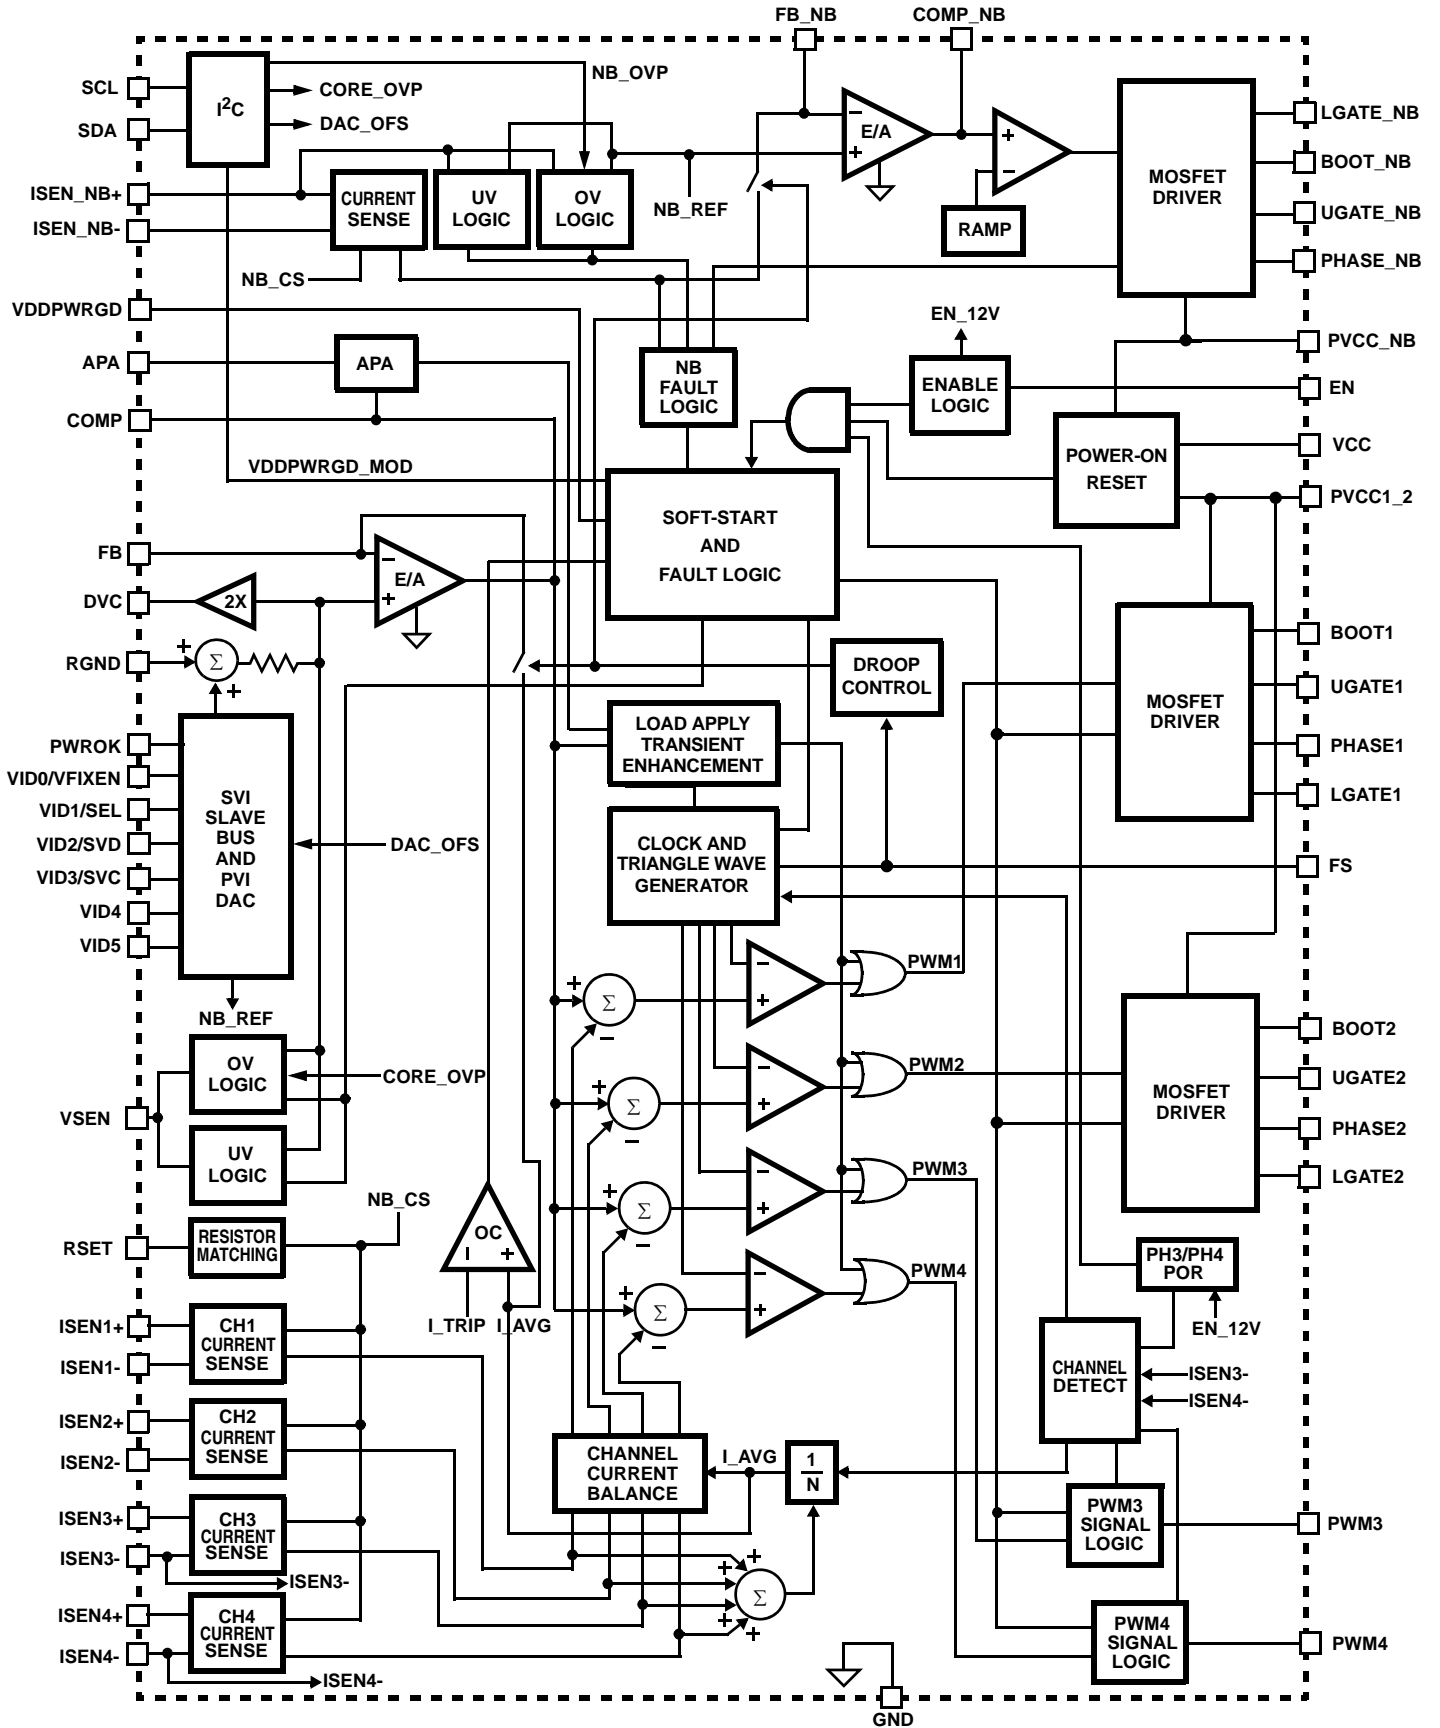 FB_NB
COMP_NB
SCL
SDA
I2C
CORE_OVP
DAC_OFS
NB_OVP
−
E/A
+
+
−
MOSFET
DRIVER
LGATE_NB
BOOT_NB
UGATE_NB
PHASE_NB
ISEN_NB+
ISEN_NB-
CURRENT
SENSE
UV
LOGIC
OV
LOGIC
NB_REF
RAMP
NB_CS
VDDPWRGD
EN_12V
PVCC_NB
APA
APA
NB
FAULT
LOGIC
ENABLE
LOGIC
EN
COMP
VDDPWRGD_MOD
POWER-ON
RESET
VCC
PVCC1_2
SOFT-START
AND
FAULT LOGIC
FB
−
E/A
+
DVC
2X
RGND
+
Σ
+
DROOP
CONTROL
MOSFET
DRIVER
BOOT1
UGATE1
PHASE1
LGATE1
LOAD APPLY
TRANSIENT
ENHANCEMENT
PWROK
VID0/VFIXEN
VID1/SEL
VID2/SVD
VID3/SVC
VID4
VID5
SVI
SLAVE
BUS
AND
PVI
DAC
DAC_OFS
CLOCK AND
TRIANGLE WAVE
GENERATOR
FS
NB_REF
+
Σ
−
−
+
PWM1
+
Σ
−
−
+
PWM2
MOSFET
DRIVER
BOOT2
UGATE2
PHASE2
LGATE2
OV
LOGIC
CORE_OVP
VSEN
UV
LOGIC
+
Σ
−
−
+
PWM3
NB_CS
RSET
RESISTOR
MATCHING
OC
−
+
I_TRIP
I_AVG
+
Σ
−
−
+
PWM4
PH3/PH4
POR
EN_12V
ISEN1+
ISEN1-
CH1
CURRENT
SENSE
CHANNEL
DETECT
ISEN3-
ISEN4-
ISEN2+
ISEN2-
CH2
CURRENT
SENSE
CHANNEL
CURRENT
BALANCE
I_AVG
1
N
ISEN3+
ISEN3-
CH3
CURRENT
SENSE
ISEN3-
PWM3
SIGNAL
LOGIC
PWM3
+
+
Σ
+
+
ISEN4+
ISEN4-
CH4
CURRENT
SENSE
ISEN4-
PWM4
SIGNAL
LOGIC
PWM4
GND